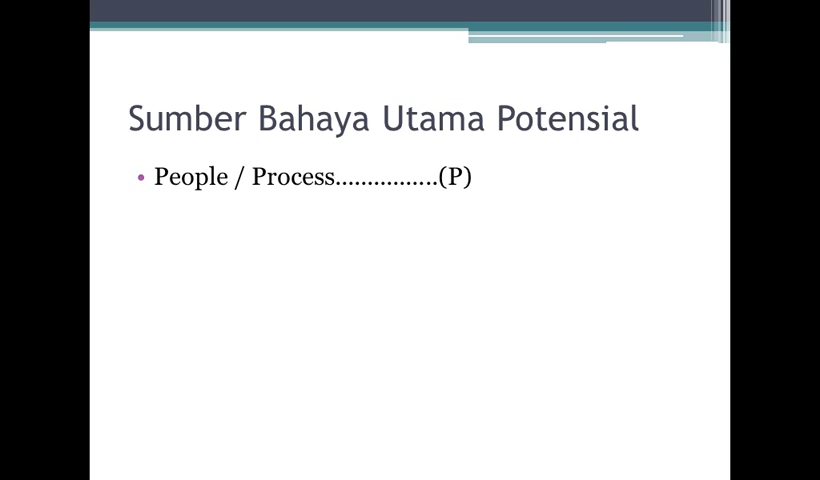 Sumber Bahaya Utama Potensial
• People / Process................(P)